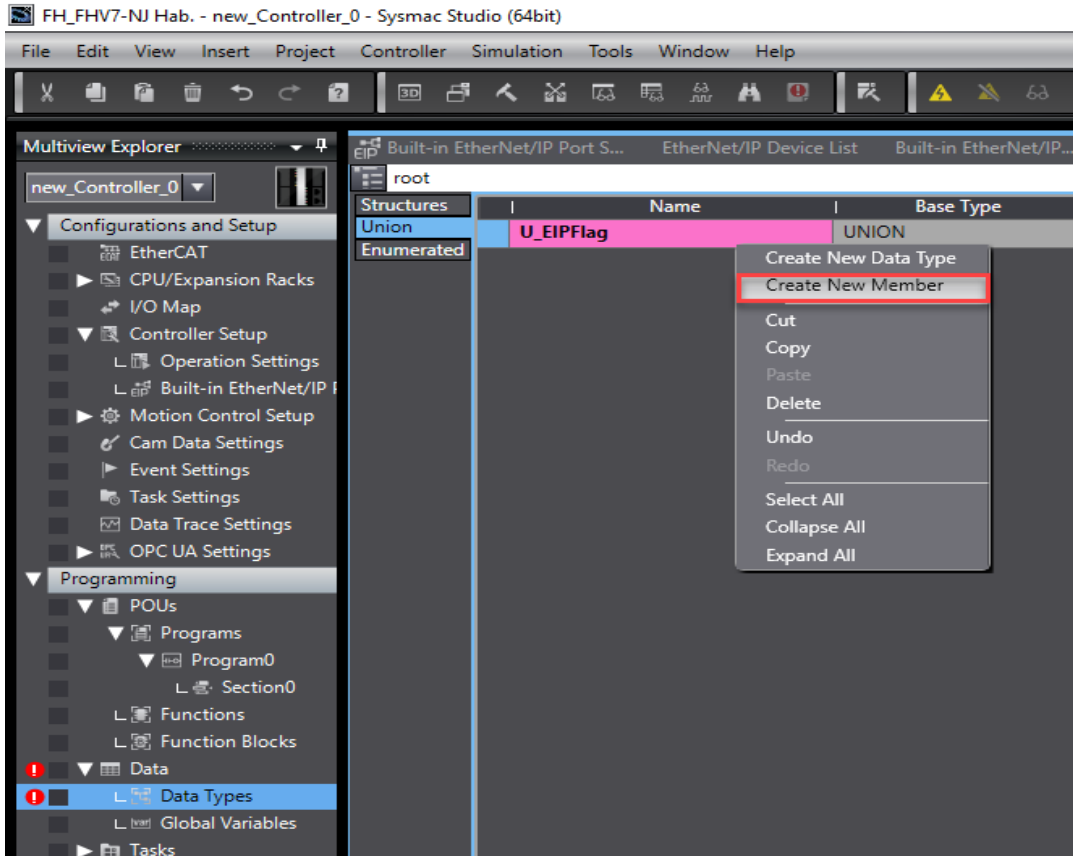 FH_FHV7-NJ Hab. - new_Controller_0 - Sysmac Studio (64bit)
File Edit View Insert Project Controller Simulation Tools Window Help
3D
Multiview Explorer
new_Controller_0
Configurations and Setup
EtherCAT
CPU/Expansion Racks
I/O Map
Controller Setup
Operation Settings
Built-in EtherNet/IP
Motion Control Setup
Cam Data Settings
Event Settings
Task Settings
Data Trace Settings
OPC UA Settings
Programming
POUs
Programs
Program0
Section0
Functions
Function Blocks
Data
Data Types
Global Variables
Tasks
EIP Built-in EtherNet/IP Port S... EtherNet/IP Device List Built-in EtherNet/IP...
root
Structures
Union
Enumerated
Name Base Type
U_EIPFlag UNION
Create New Data Type
Create New Member
Cut
Copy
Paste
Delete
Undo
Redo
Select All
Collapse All
Expand All